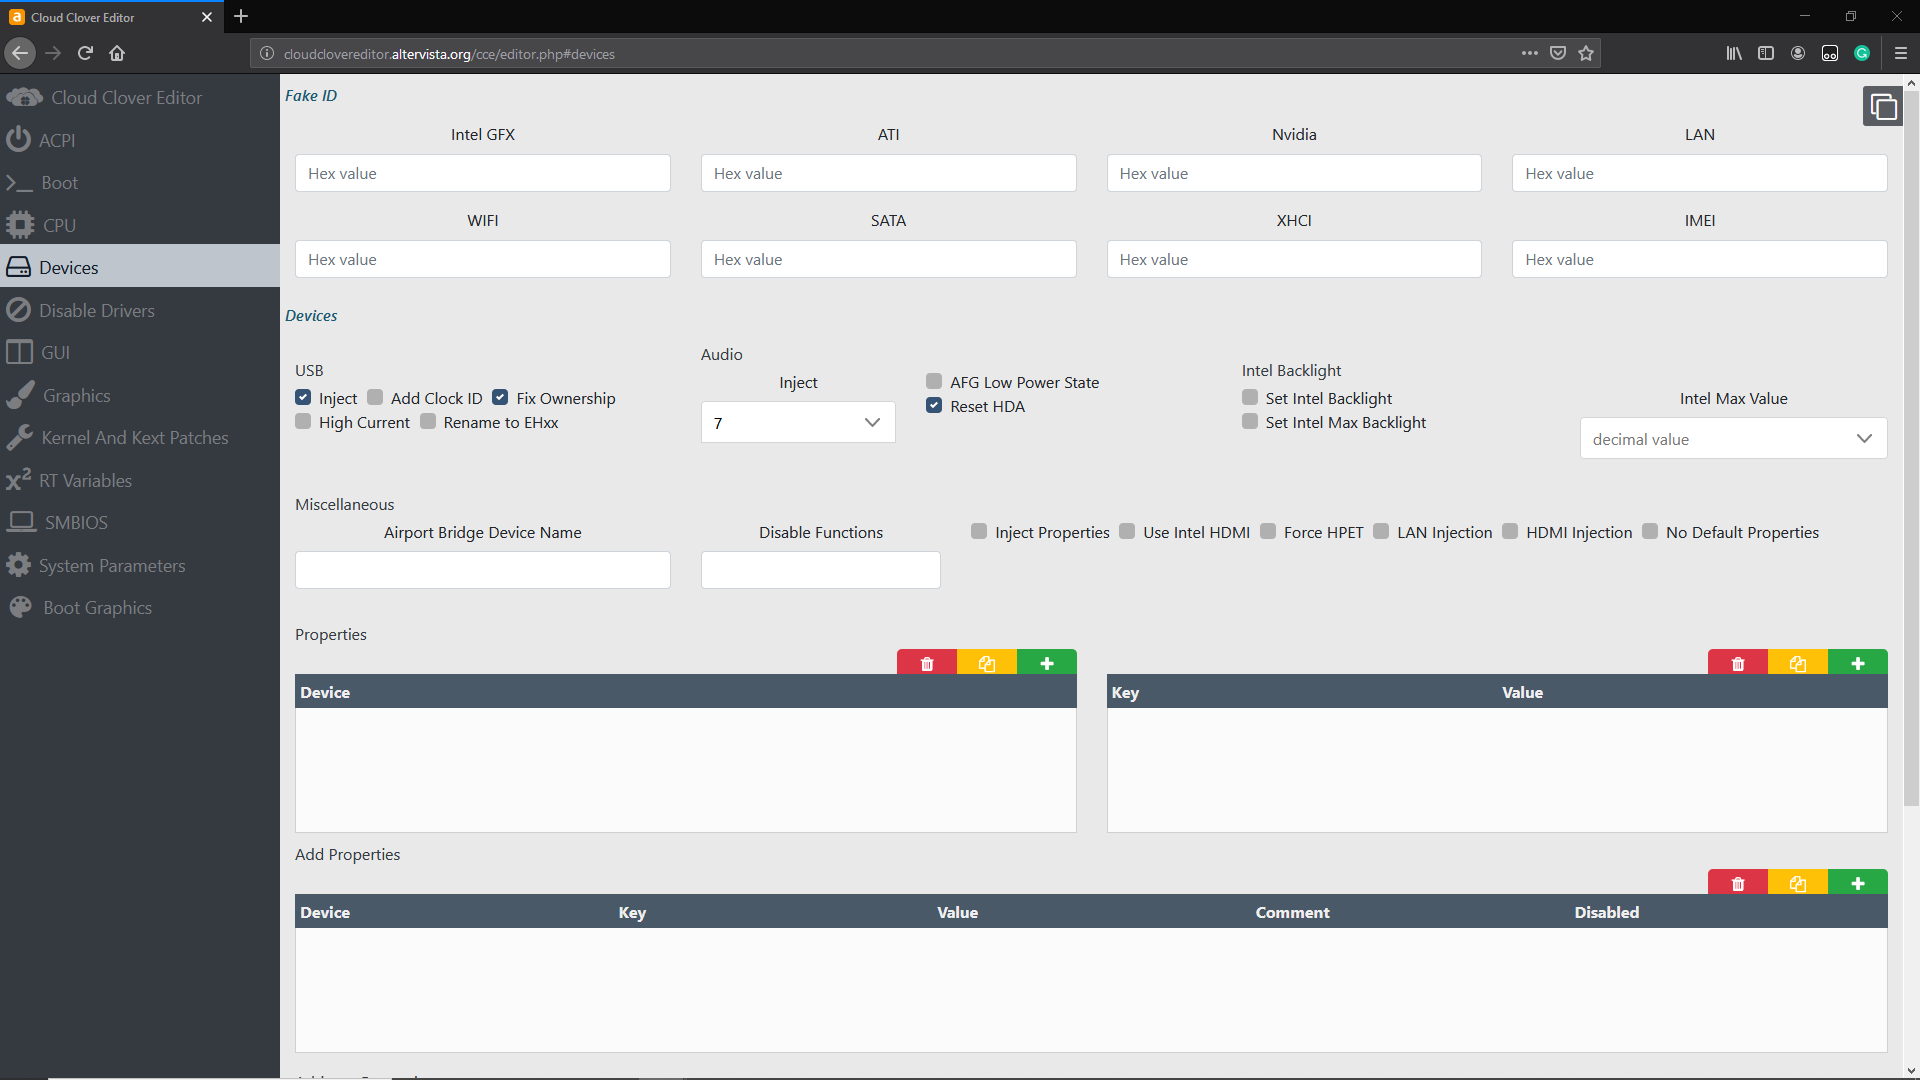 Cloud Clover Editor
cloudclovereditor.altervista.org/cce/editor.php#devices
Cloud Clover Editor
ACPI
Boot
CPU
Devices
Disable Drivers
GUI
Graphics
Kernel And Kext Patches
RT Variables
SMBIOS
System Parameters
Boot Graphics
Fake ID
Intel GFX ATI Nvidia LAN
Hex value Hex value Hex value Hex value
WIFI SATA XHCI IMEI
Hex value Hex value Hex value Hex value
Devices
USB
Inject Add Clock ID Fix Ownership
High Current Rename to EHxx
Audio
Inject
7
AFG Low Power State
Reset HDA
Intel Backlight
Set Intel Backlight
Set Intel Max Backlight
Intel Max Value
decimal value
Miscellaneous
Airport Bridge Device Name Disable Functions Inject Properties Use Intel HDMI Force HPET LAN Injection HDMI Injection No Default Properties
Properties
Device Key Value
Add Properties
Device Key Value Comment Disabled